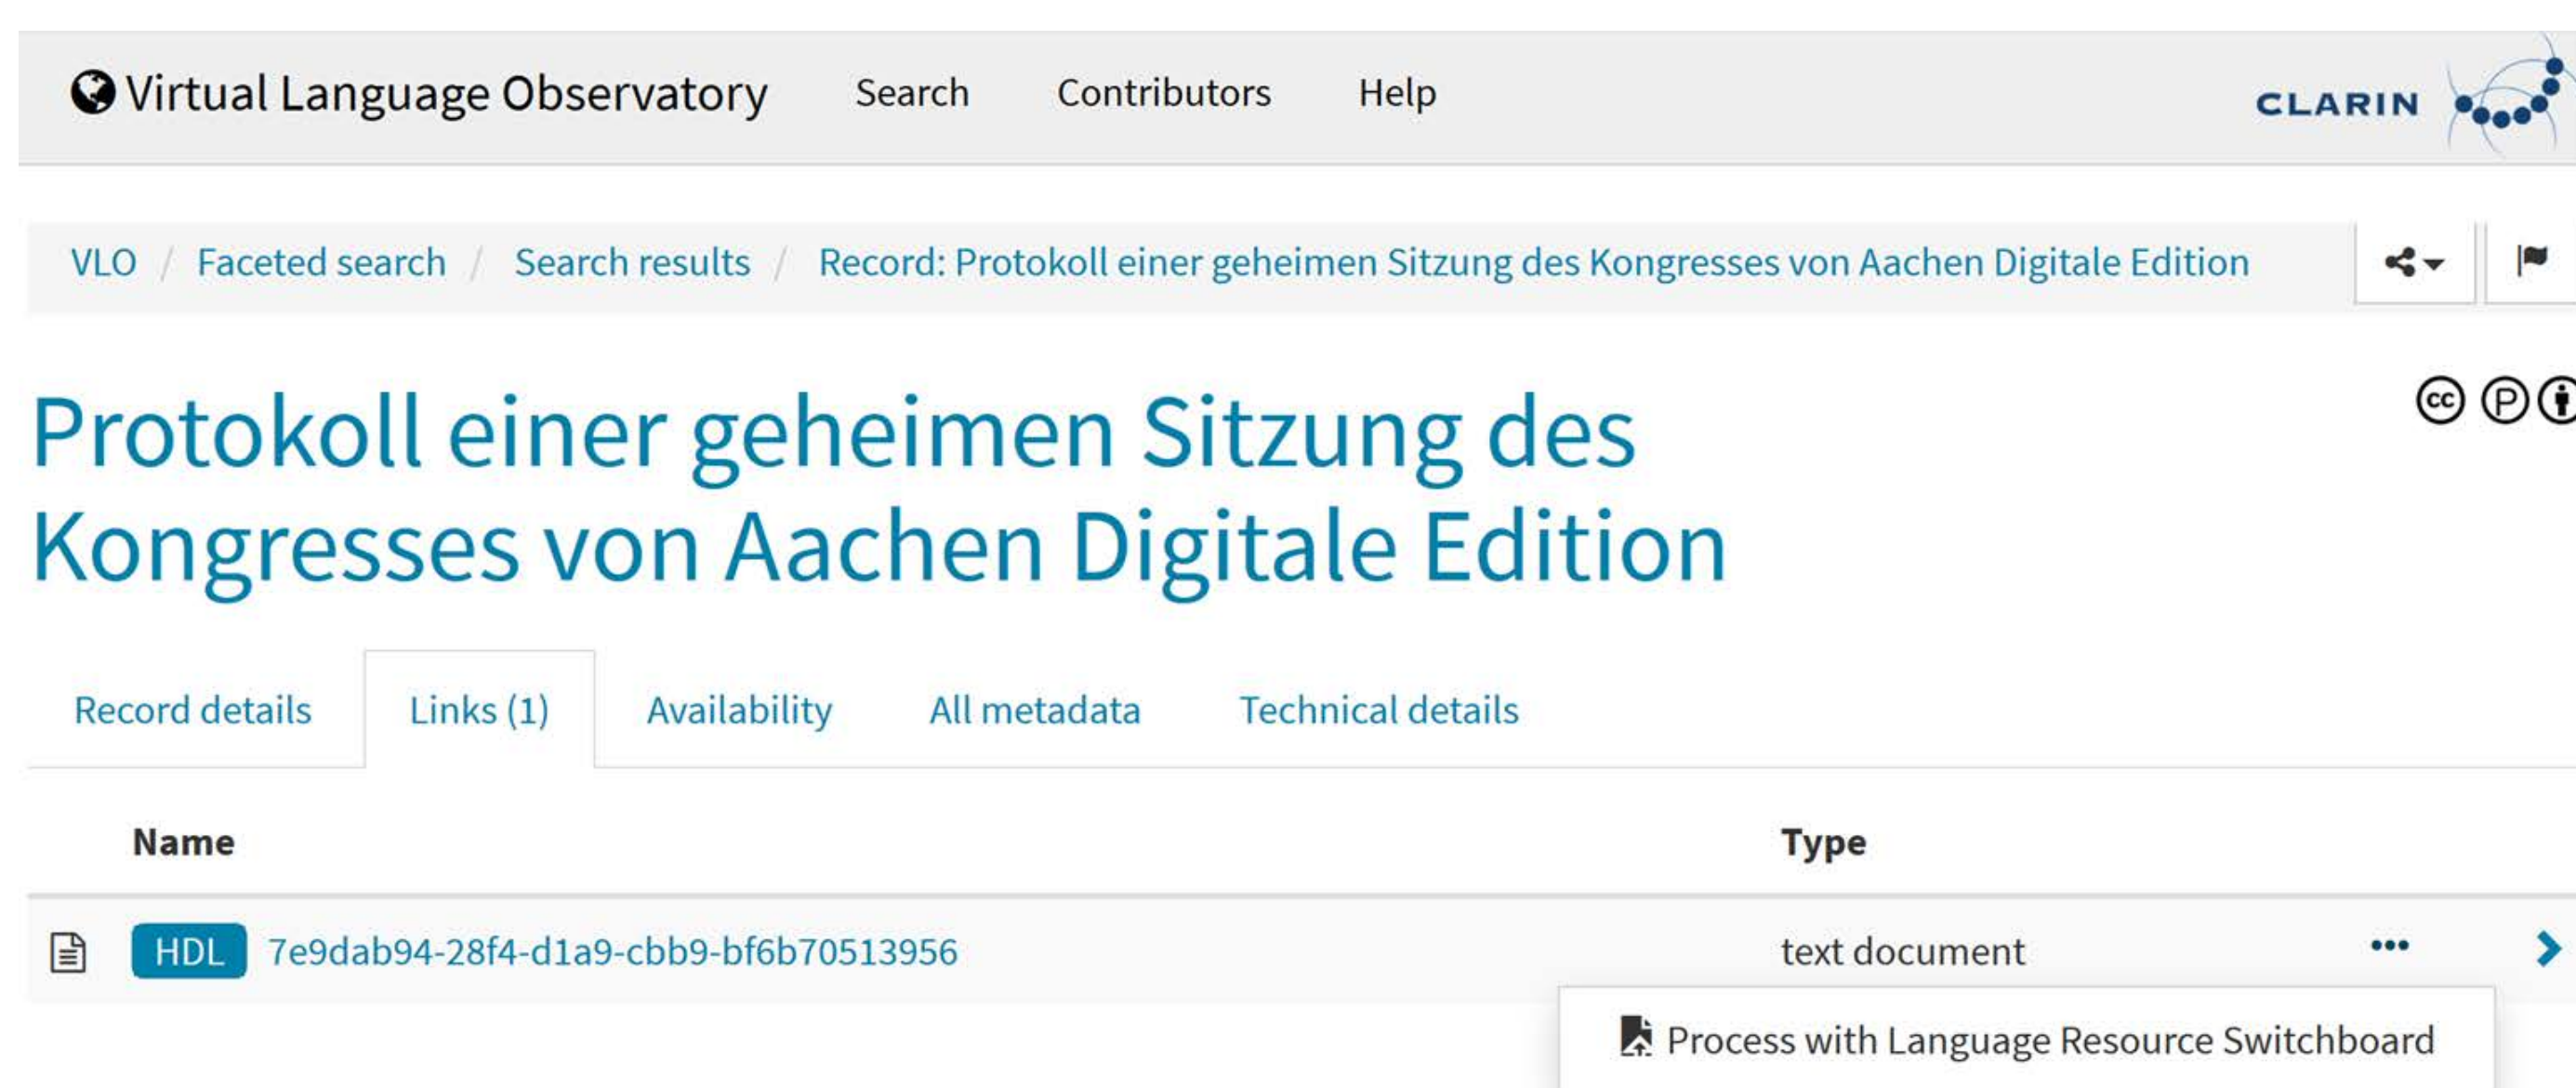 Virtual Language Observatory Search Contributors Help CLARIN
VLO / Faceted search / Search results / Record: Protokoll einer geheimen Sitzung des Kongresses von Aachen Digitale Edition
Protokoll einer geheimen Sitzung des
Kongresses von Aachen Digitale Edition
Record details Links (1) Availability All metadata Technical details
Name Type
HDL 7e9dab94-28f4-d1a9-cbb9-bf6b70513956 text document
Process with Language Resource Switchboard